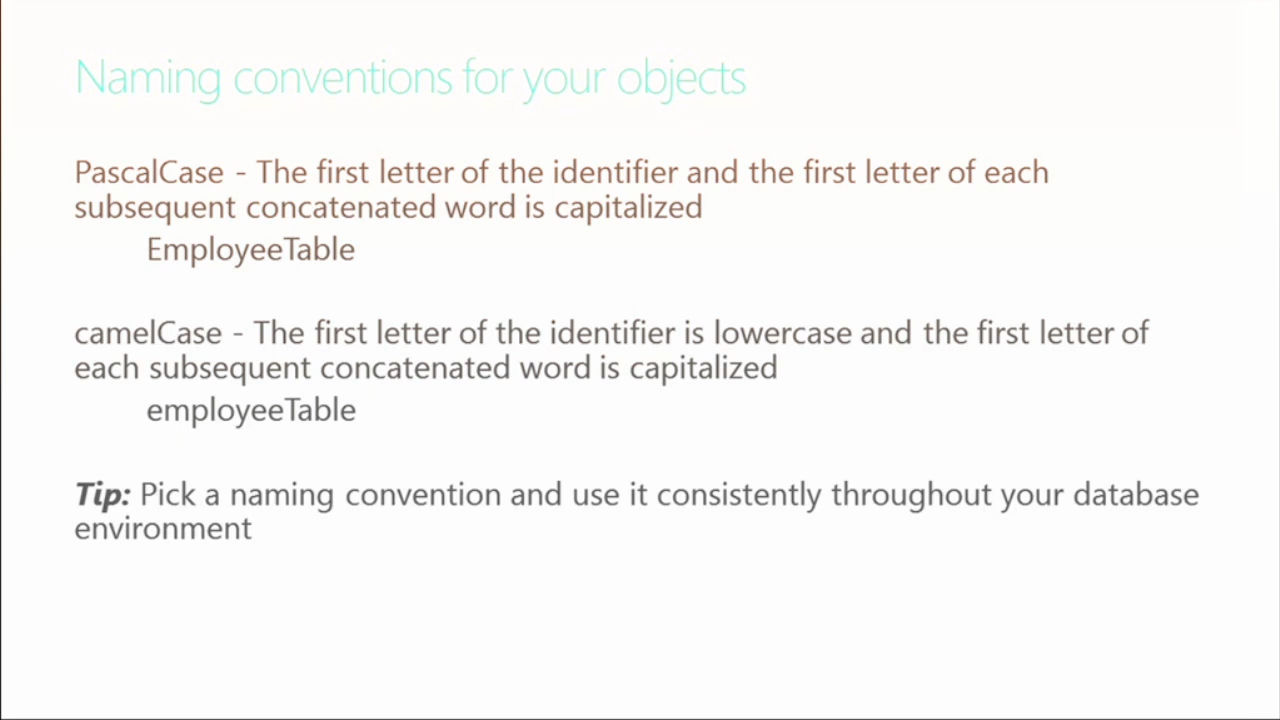 Naming conventions for your objects
PascalCase - The first letter of the identifier and the first letter of each
subsequent concatenated word is capitalized
EmployeeTable
camelCase - The first letter of the identifier is lowercase and the first letter of
each subsequent concatenated word is capitalized
employeeTable
Tip: Pick a naming convention and use it consistently throughout your database
environment